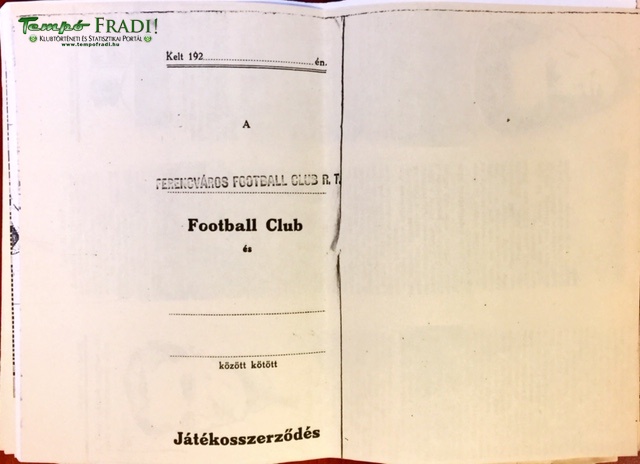 Tempó FRADI!
KLUBTÖRTÉNETI ÉS STATISZTIKAI PORTÁL
www.tempofradi.hu
Kelt 192........................................én.
A
FERENCVÁROS FOOTBALL CLUB R. T.
Football Club
és
között kötött
Játékosszerződés